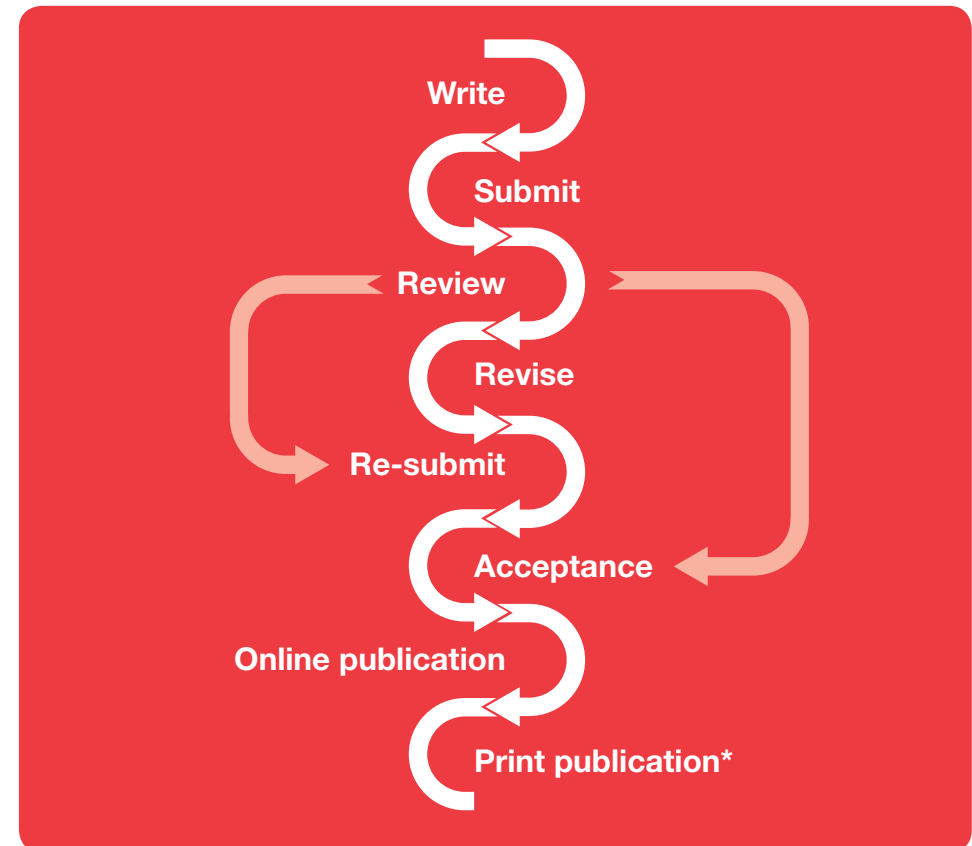 Write
Submit
Review
Revise
Re-submit
Acceptance
Online publication
Print publication*